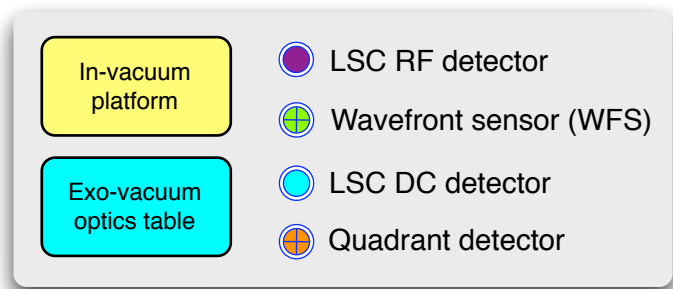 In-vacuum
platform
LSC RF detector
Wavefront sensor (WFS)
Exo-vacuum
optics table
LSC DC detector
Quadrant detector